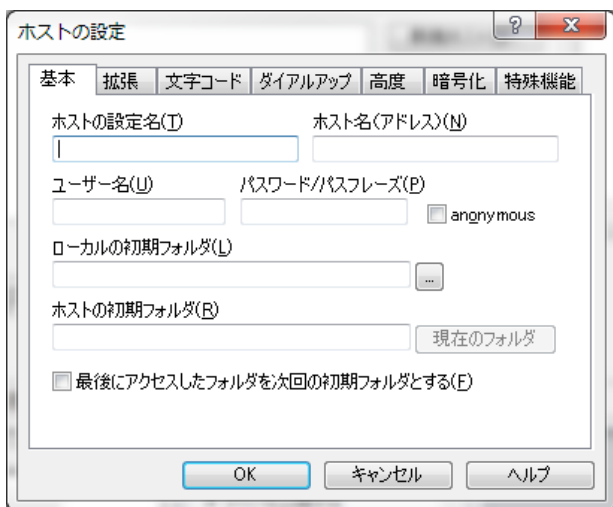 ホストの設定
基本 拡張 文字コード ダイアルアップ 高度 暗号化 特殊機能
ホストの設定名(T) ホスト名(アドレス)(N)
ユーザー名(U) パスワード/パスフレーズ(P)
anonymous
ローカルの初期フォルダ(L)
...
ホストの初期フォルダ(R)
現在のフォルダ
最後にアクセスしたフォルダを次回の初期フォルダとする(F)
OK キャンセル ヘルプ